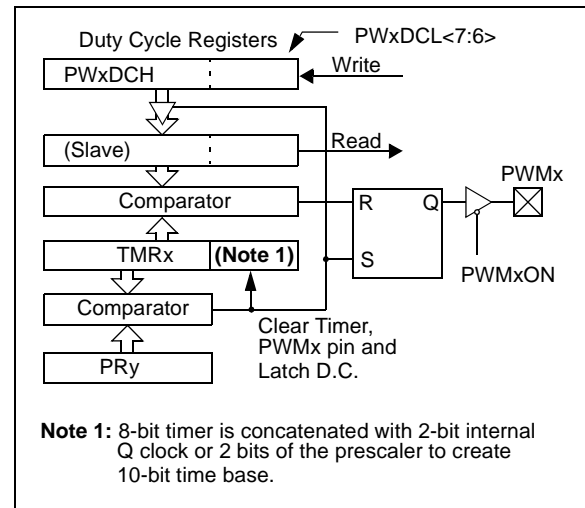 Duty Cycle Registers
PWxDCL<7:6>
PWxDCH
Write
(Slave)
Read
Comparator
R
Q
PWMx
TMRx
(Note 1)
S
PWMxON
Comparator
Clear Timer,
PWMx pin and
Latch D.C.
PRy
Note 1: 8-bit timer is concatenated with 2-bit internal
Q clock or 2 bits of the prescaler to create
10-bit time base.